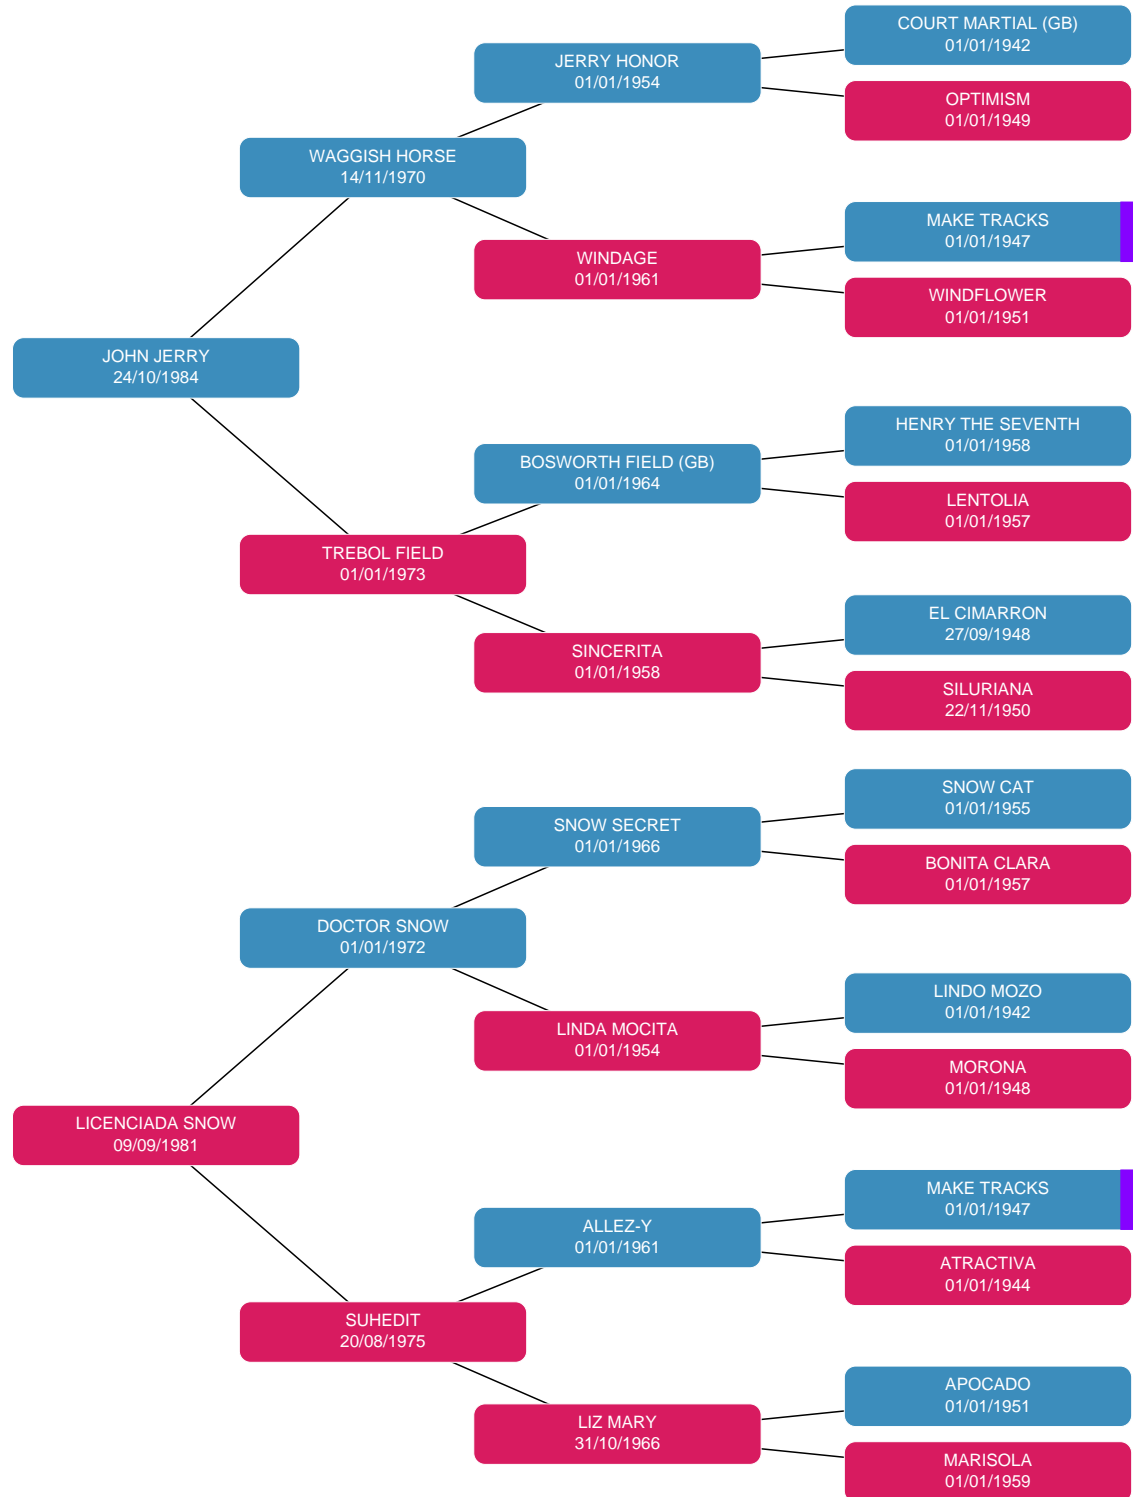 COURT MARTIAL (GB)
01/01/1942
JERRY HONOR
01/01/1954
OPTIMISM
01/01/1949
WAGGISH HORSE
14/11/1970
MAKE TRACKS
01/01/1947
WINDAGE
01/01/1961
WINDFLOWER
01/01/1951
JOHN JERRY
24/10/1984
HENRY THE SEVENTH
01/01/1958
BOSWORTH FIELD (GB)
01/01/1964
LENTOLIA
01/01/1957
TREBOL FIELD
01/01/1973
EL CIMARRON
27/09/1948
SINCERITA
01/01/1958
SILURIANA
22/11/1950
SNOW CAT
01/01/1955
SNOW SECRET
01/01/1966
BONITA CLARA
01/01/1957
DOCTOR SNOW
01/01/1972
LINDO MOZO
01/01/1942
LINDA MOCITA
01/01/1954
MORONA
01/01/1948
LICENCIADA SNOW
09/09/1981
MAKE TRACKS
01/01/1947
ALLEZ-Y
01/01/1961
ATRACTIVA
01/01/1944
SUHEDIT
20/08/1975
APOCADO
01/01/1951
LIZ MARY
31/10/1966
MARISOLA
01/01/1959